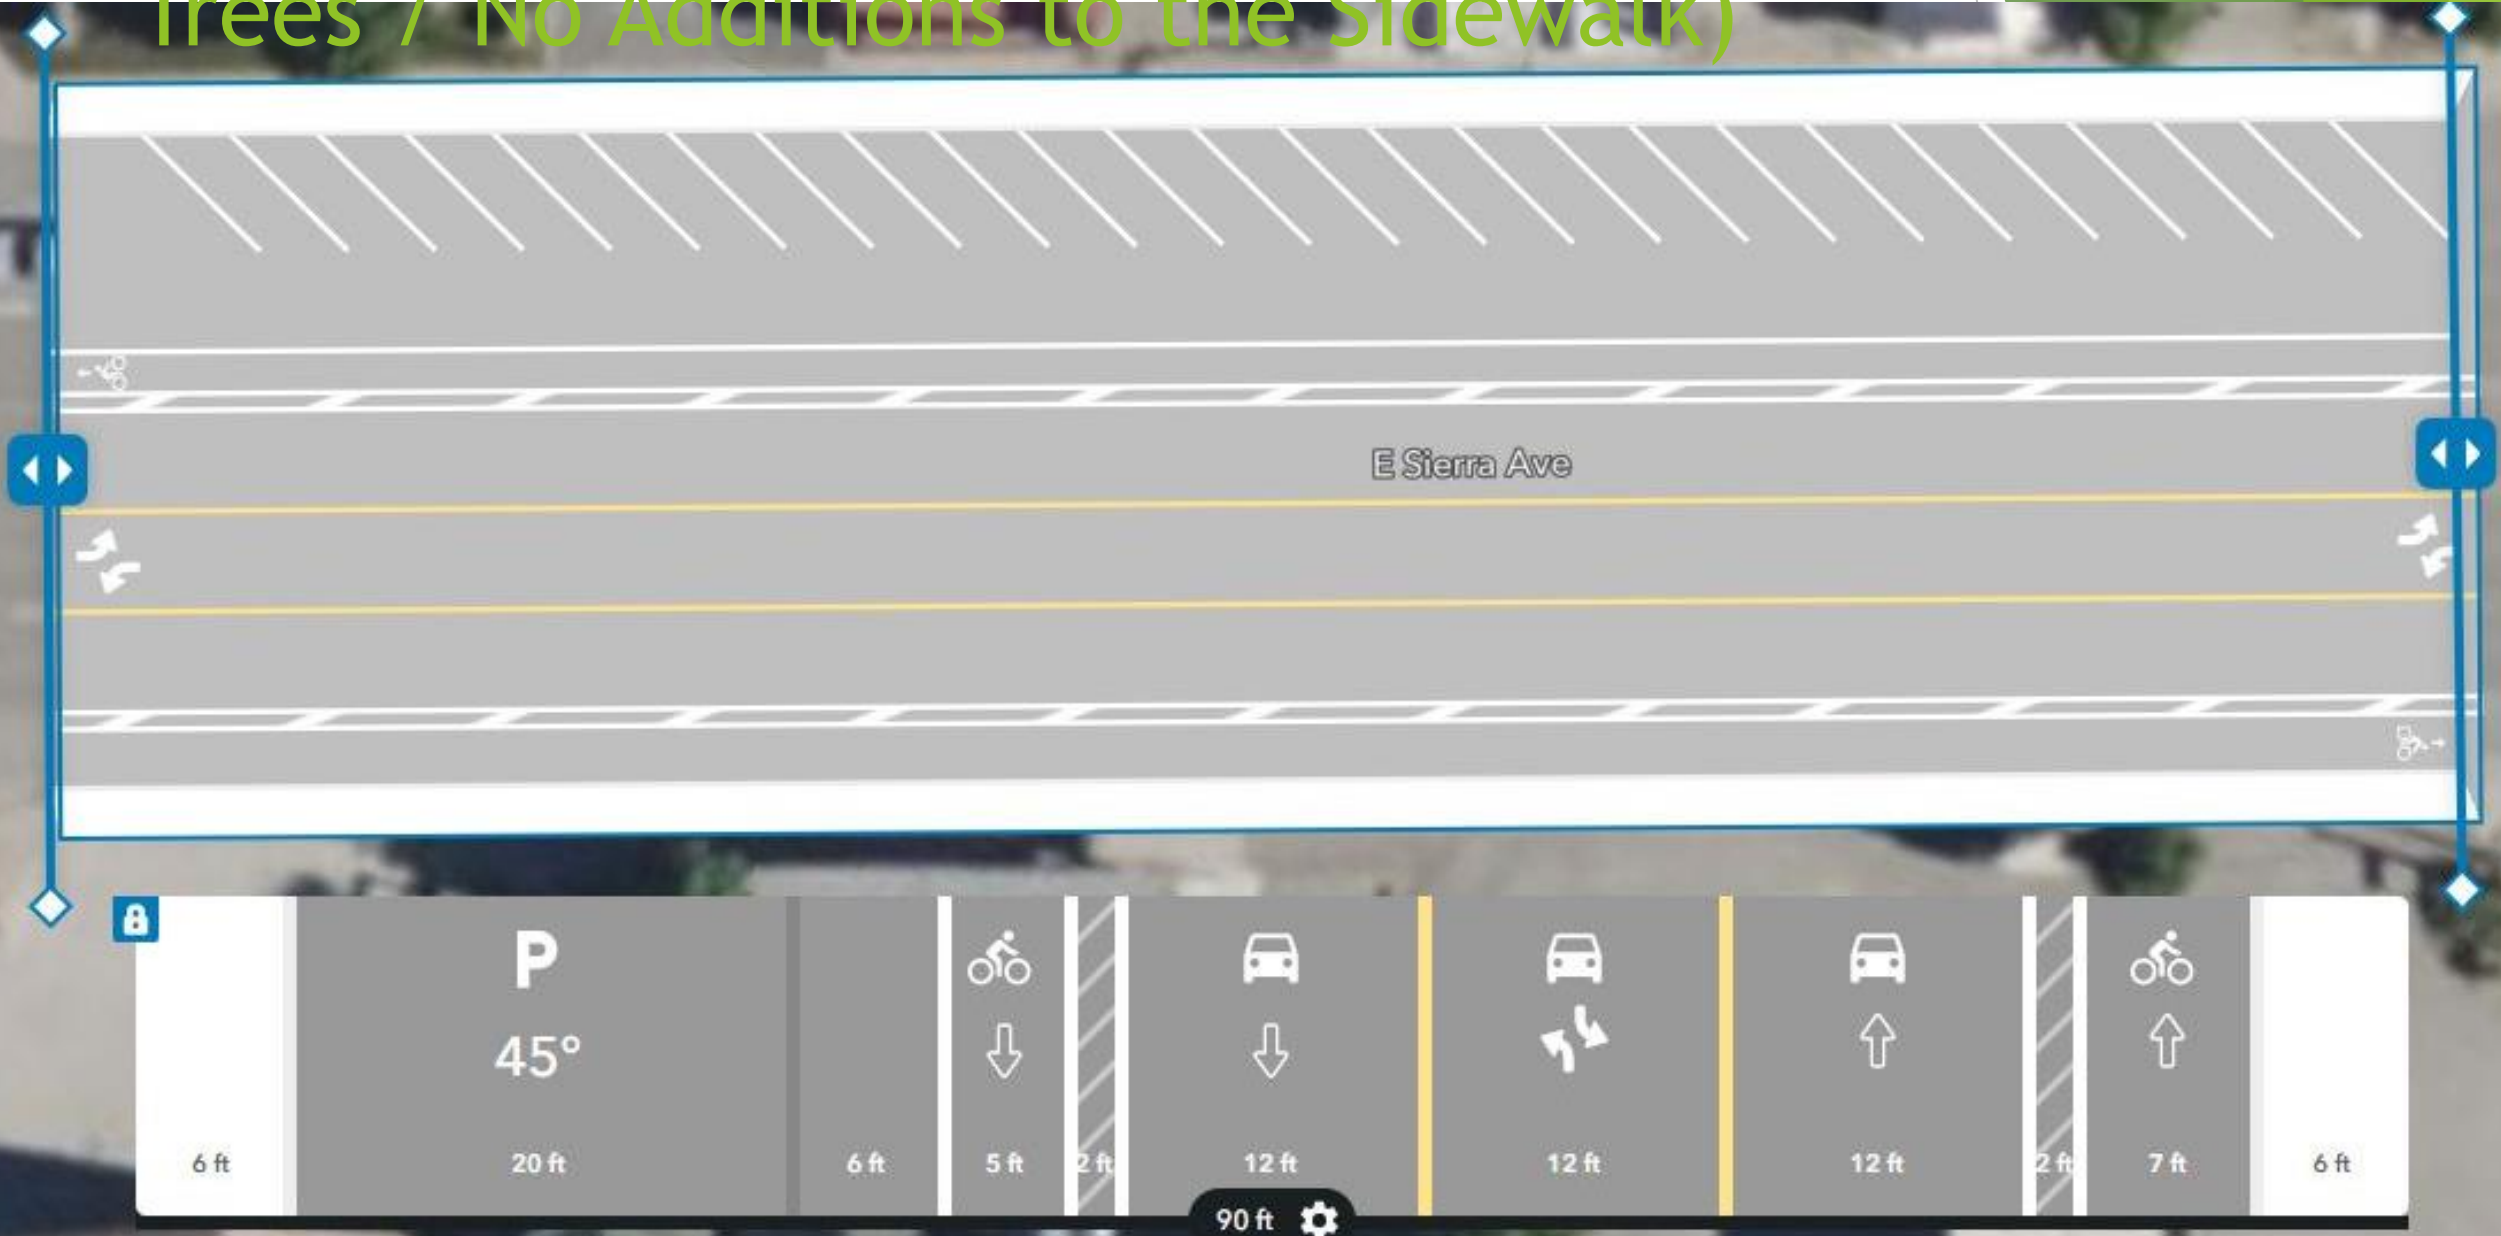 Trees / No Additions to the Sidewalk)
E Sierra Ave
P
45°
6 ft
20 ft
6 ft
5 ft
2 ft
12 ft
12 ft
12 ft
2 ft
7 ft
6 ft
90 ft